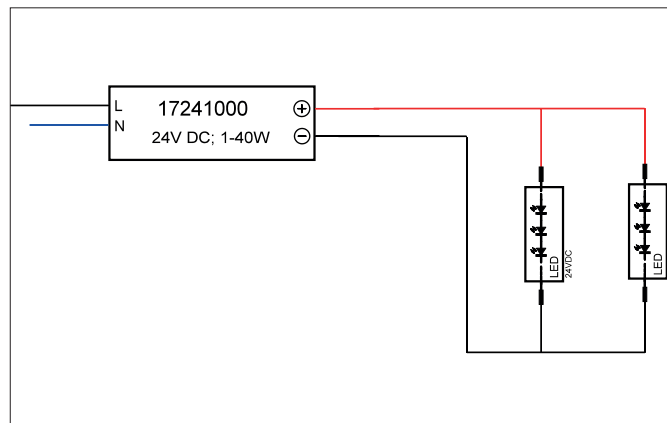 L
17241000
⊕
N
24V DC; 1-40W
⊖
LED
24VDC
LED